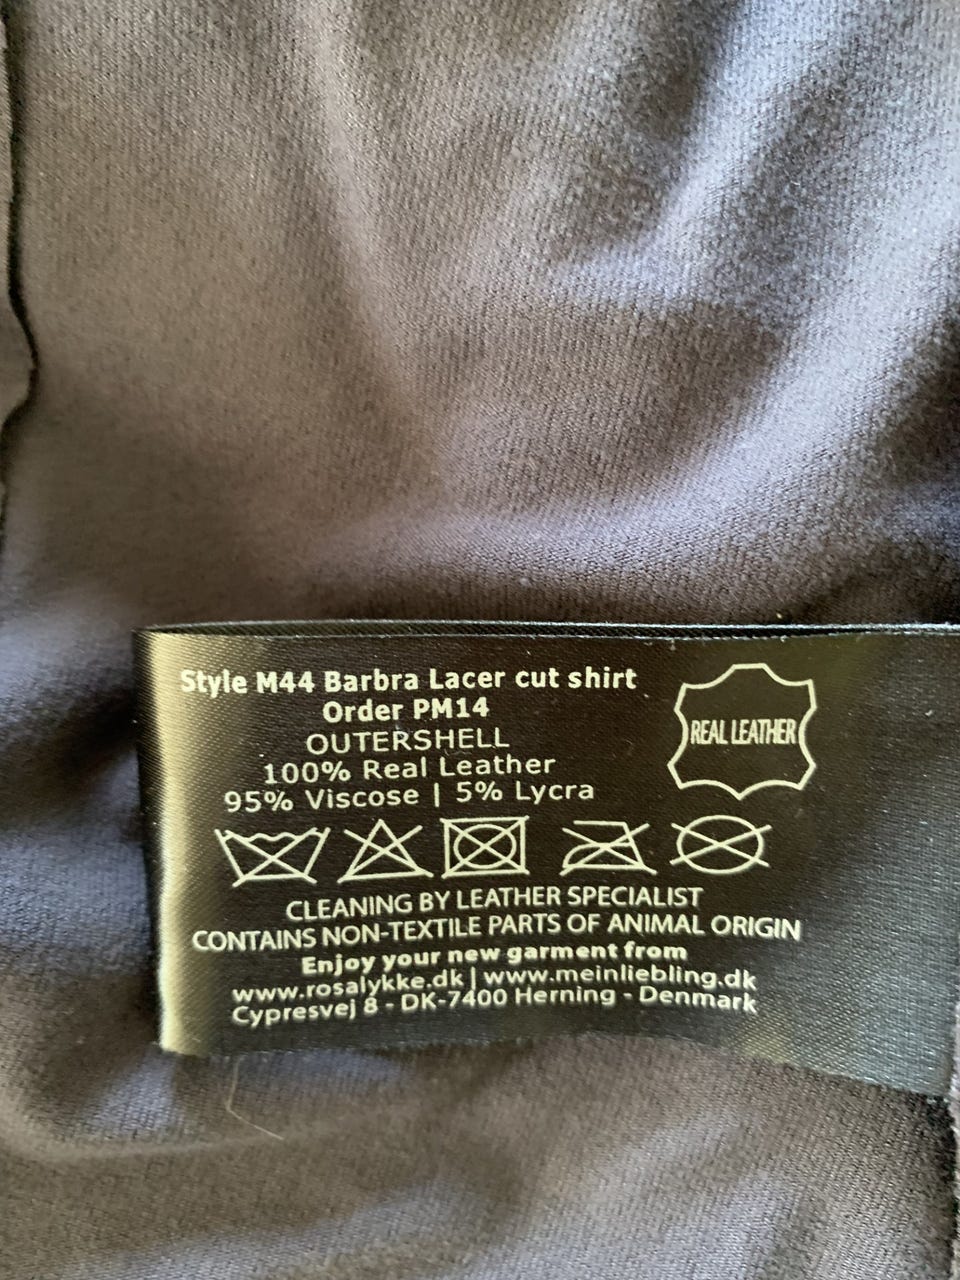 Style M44 Barbra Lacer cut shirt
Order PM14
REAL LEATHER
OUTERSHELL
100% Real Leather
95% Viscose | 5% Lycra
CLEANING BY LEATHER SPECIALIST
CONTAINS NON-TEXTILE PARTS OF ANIMAL ORIGIN
Enjoy your new garment from
www.rosalykke.dk | www.meinliebling.dk
Cypresvej 8 - DK-7400 Herning - Denmark